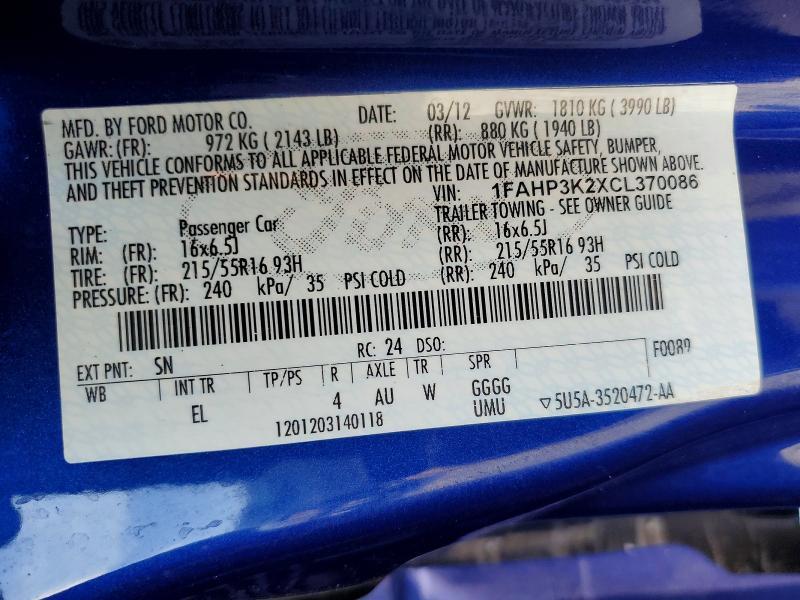 MFD. BY FORD MOTOR CO. DATE: 03/12 GVWR: 1810 KG ( 3990 LB)
GAWR: (FR): 972 KG ( 2143 LB) (RR): 880 KG ( 1940 LB)
THIS VEHICLE CONFORMS TO ALL APPLICABLE FEDERAL MOTOR VEHICLE SAFETY, BUMPER,
AND THEFT PREVENTION STANDARDS IN EFFECT ON THE DATE OF MANUFACTURE SHOWN ABOVE.
VIN: 1FAHP3K2XCL370086
TYPE: Passenger Car TRAILER TOWING - SEE OWNER GUIDE
RIM: (FR): 16x6.5J (RR): 16x6.5J
TIRE: (FR): 215/55R16 93H (RR): 215/55R16 93H
PRESSURE: (FR): 240 kPa/ 35 PSI COLD (RR): 240 kPa/ 35 PSI COLD
EXT PNT: SN RC: 24 DSO: F0089
WB INT TR TP/PS R AXLE TR SPR
EL 4 AU W GGGG
UMU
1201203140118 ▽5U5A-3520472-AA